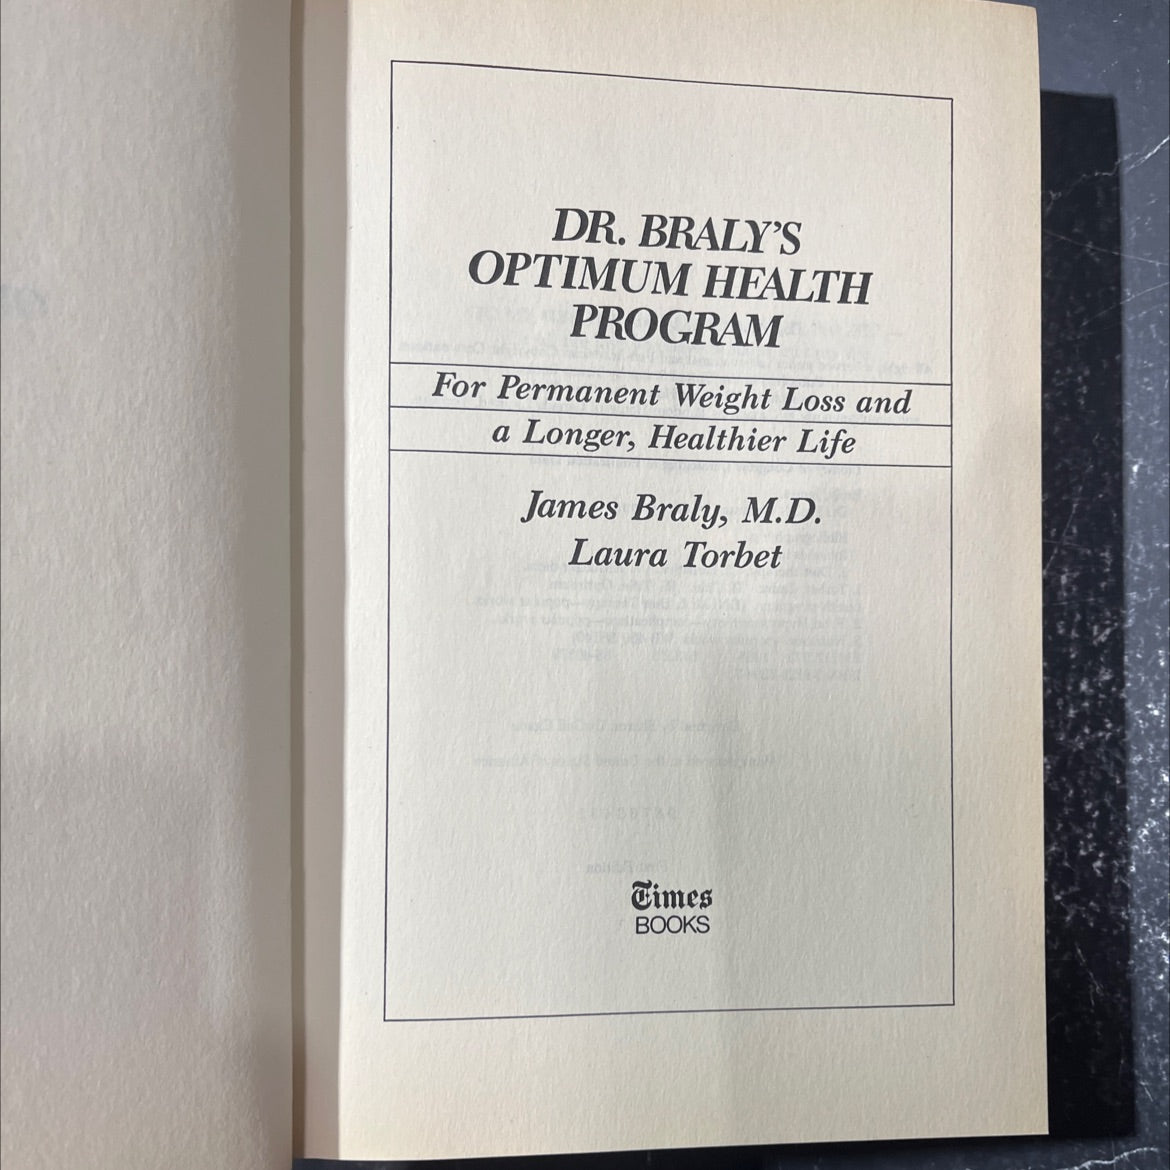 DR. BRALY'S
OPTIMUM HEALTH
PROGRAM
For Permanent Weight Loss and
a Longer, Healthier Life
James Braly, M.D.
Laura Torbet
Times
BOOKS